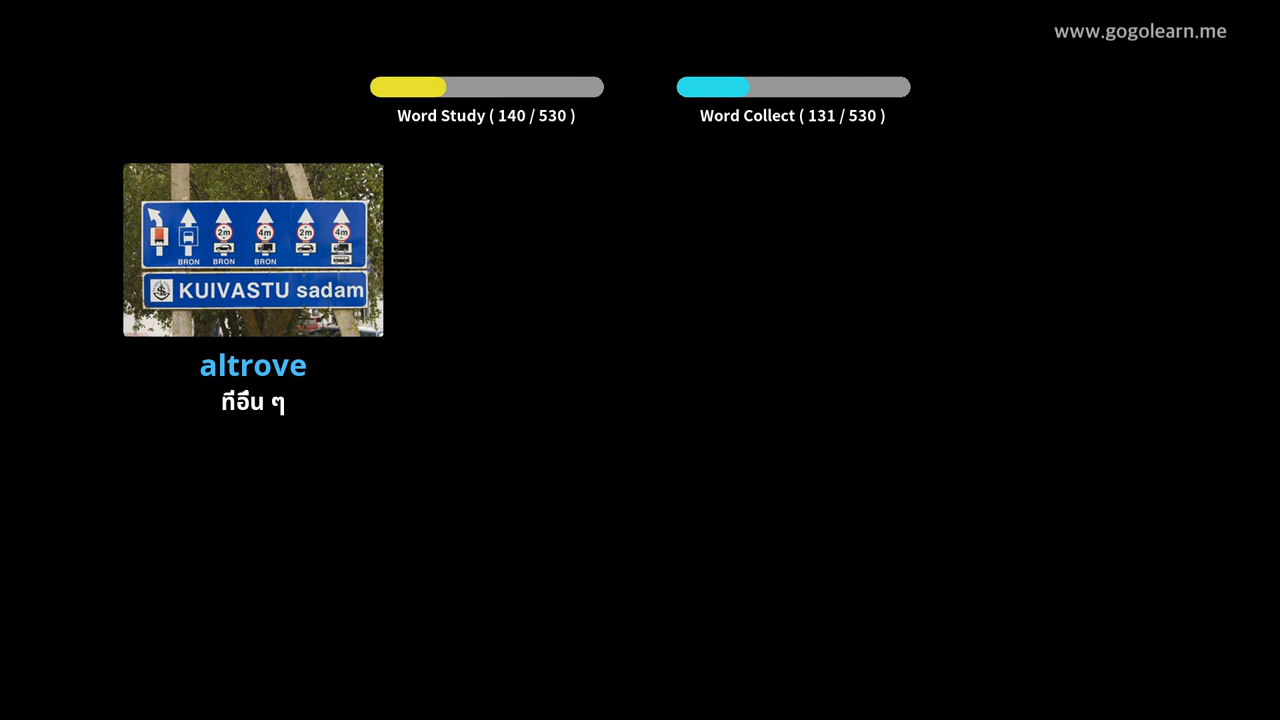 www.gogolearn.me
Word Study ( 140 / 530 )
Word Collect ( 131 / 530 )
2m 4m 2m 4m
BRON BRON BRON
KUIVASTU sadam
altrove
ที่อื่น ๆ